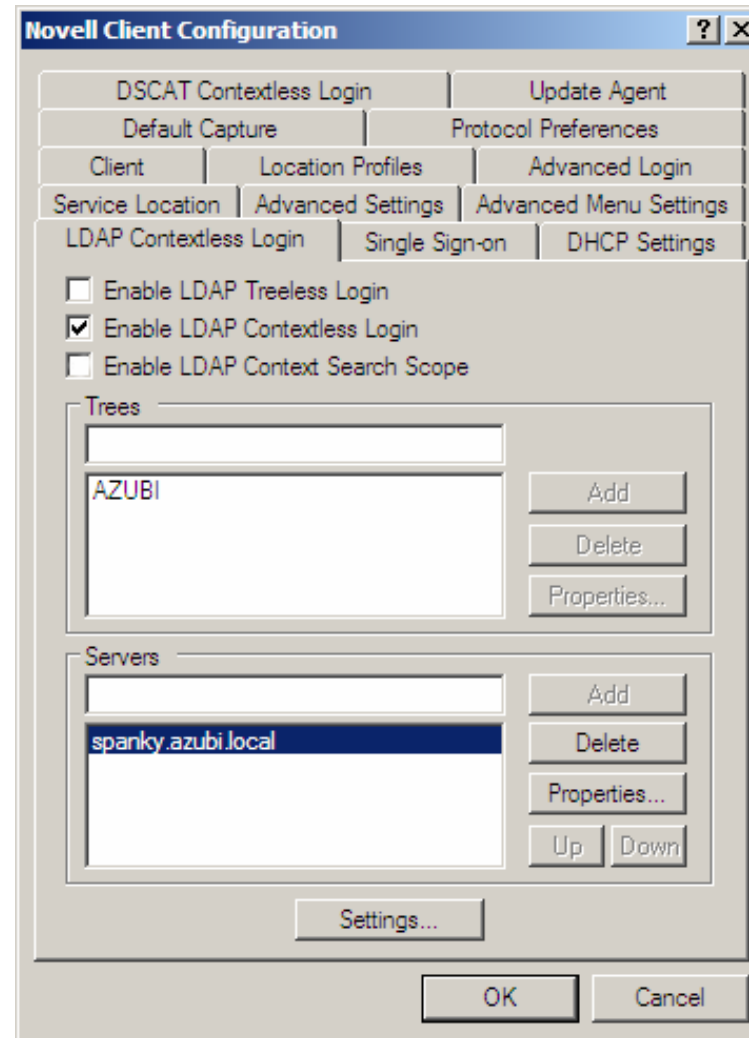 Novell Client Configuration ? X
DSCAT Contextless Login Update Agent
Default Capture Protocol Preferences
Client Location Profiles Advanced Login
Service Location Advanced Settings Advanced Menu Settings
LDAP Contextless Login Single Sign-on DHCP Settings
Enable LDAP Treeless Login
Enable LDAP Contextless Login
Enable LDAP Context Search Scope
Trees
AZUBI
Add
Delete
Properties...
Servers
Add
spanky.azubi.local Delete
Properties...
Up Down
Settings...
OK Cancel